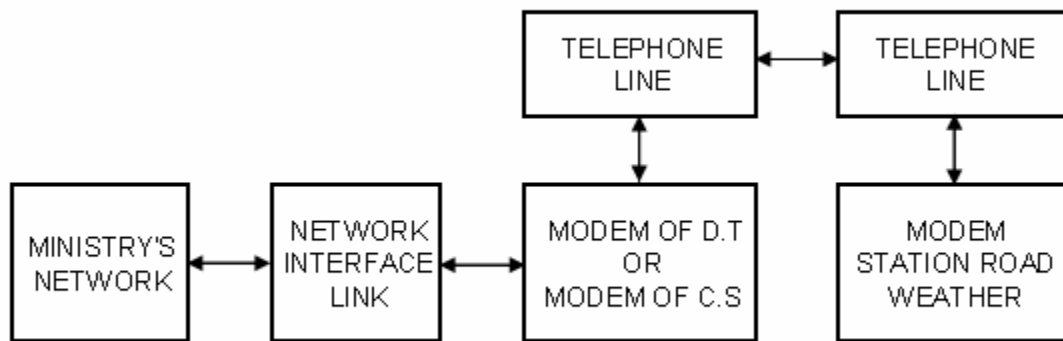 TELEPHONE
LINE
TELEPHONE
LINE
MINISTRY'S
NETWORK
NETWORK
INTERFACE
LINK
MODEM OF D.T
OR
MODEM OF C.S
MODEM
STATION ROAD
WEATHER